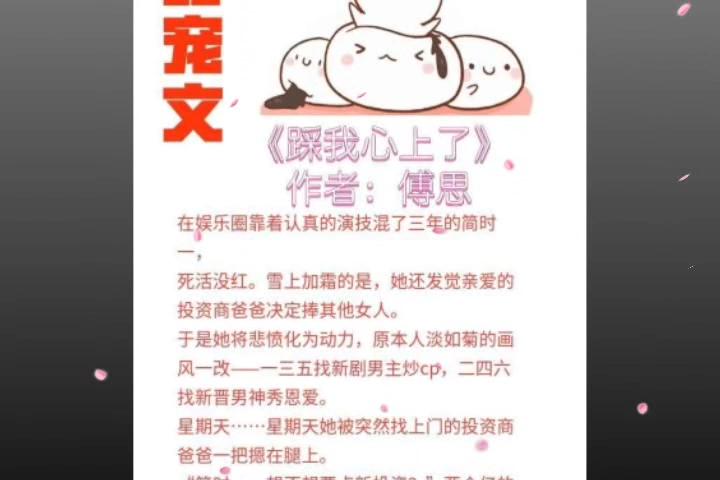 宠文
《踩我心上了》
作者：傅思
在娱乐圈靠着认真的演技混了三年的简时
一，
死活没红。雪上加霜的是，她还发觉亲爱的
投资商爸爸决定捧其他女人。
于是她将悲愤化为动力，原本人淡如菊的画
风一改——一三五找新剧男主炒cp，二四六
找新晋男神秀恩爱。
星期天……星期天她被突然找上门的投资商
爸爸一把摁在腿上。